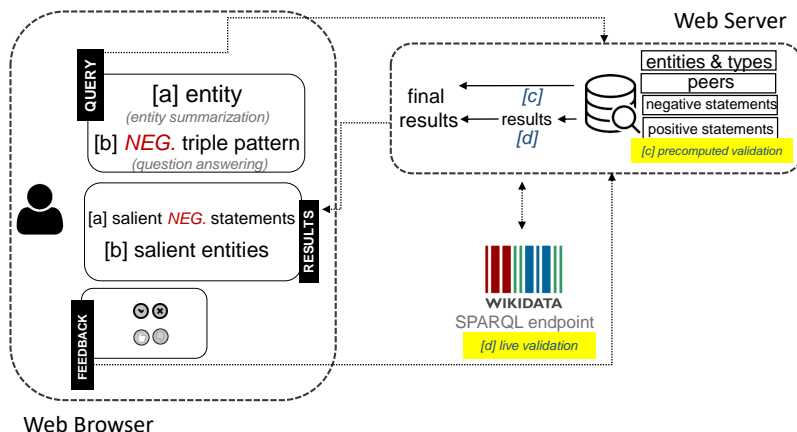 QUERY
[a] entity
(entity summarization)
[b] NEG. triple pattern
(question answering)
[a] salient NEG. statements
[b] salient entities
RESULTS
FEEDBACK
Web Browser
Web Server
final
results
[c]
results
[d]
entities & types
peers
negative statements
positive statements
[c] precomputed validation
WIKIDATA
SPARQL endpoint
[d] live validation